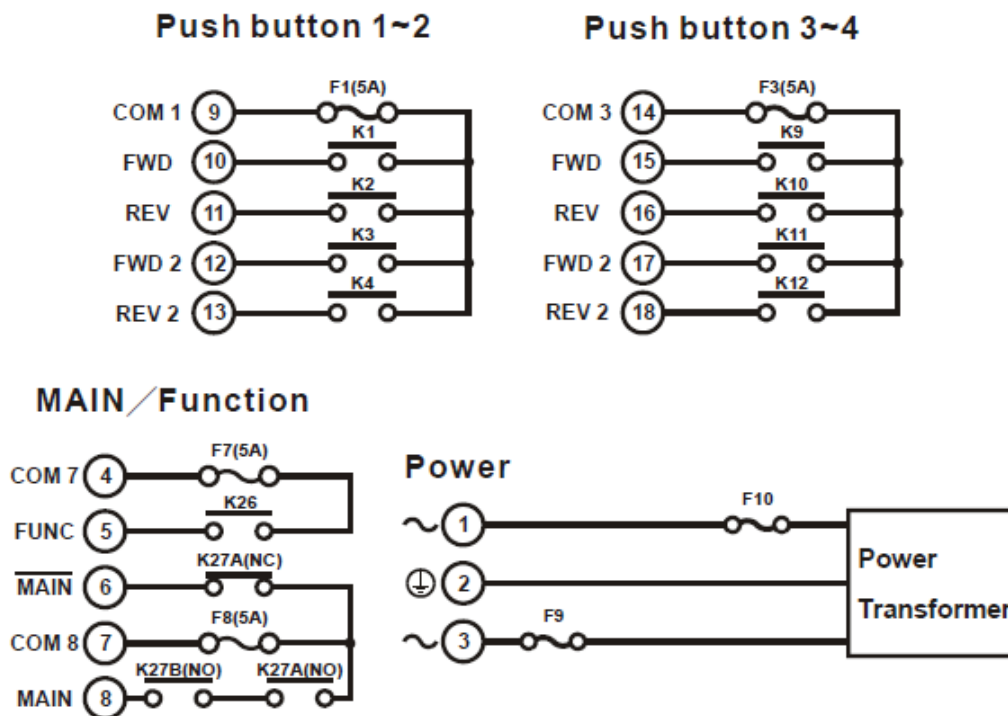 Push button 1~2
F1(5A)
COM 1 9
K1
FWD 10
K2
REV 11
K3
FWD 2 12
K4
REV 2 13
Push button 3~4
F3(5A)
COM 3 14
K9
FWD 15
K10
REV 16
K11
FWD 2 17
K12
REV 2 18
MAIN／Function
F7(5A)
COM 7 4
K26
FUNC 5
K27A(NC)
MAIN 6
F8(5A)
COM 8 7
K27B(NO) K27A(NO)
MAIN 8
Power
F10
~ 1
2
F9
~ 3
Power
Transformer